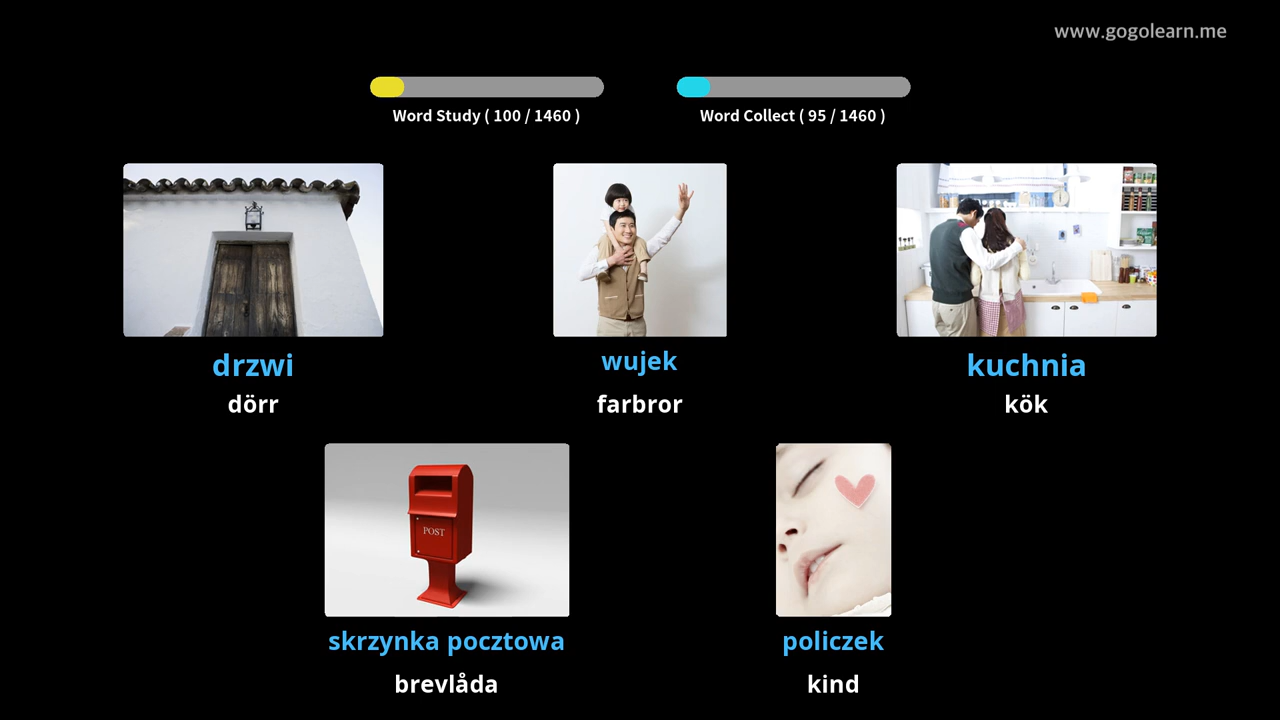 www.gogolearn.me
Word Study ( 100 / 1460 )
Word Collect ( 95 / 1460 )
drzwi
dörr
wujek
farbror
kuchnia
kök
POST
skrzynka pocztowa
brevlåda
policzek
kind